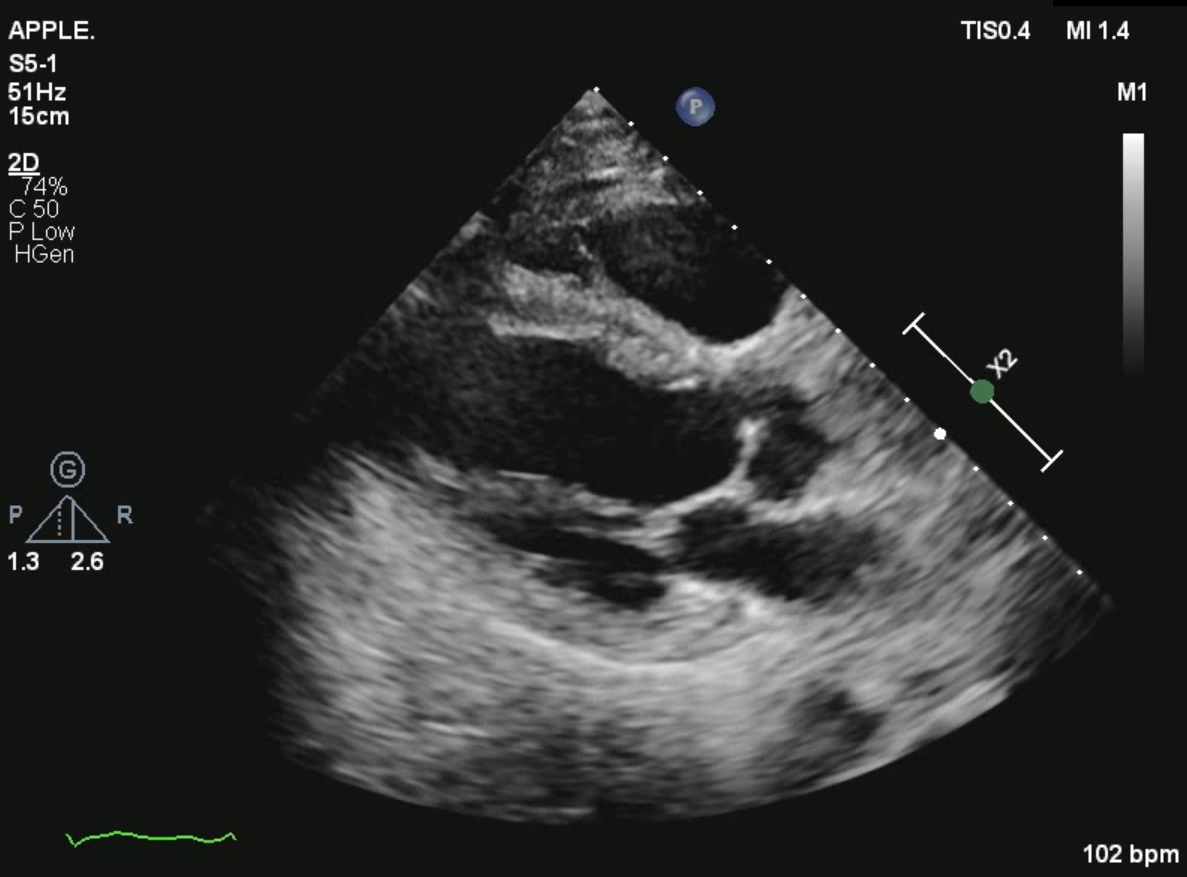 APPLE.
S5-1
51Hz
15cm
2D
74%
C 50
P Low
HGen
TIS0.4 MI 1.4
M1
P
X2
G
P R
1.3 2.6
102 bpm